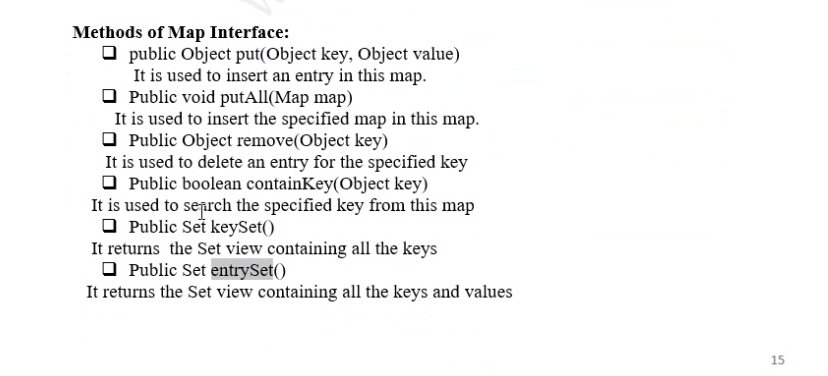 Methods of Map Interface:
❑ public Object put(Object key, Object value)
It is used to insert an entry in this map.
❑ Public void putAll(Map map)
It is used to insert the specified map in this map.
❑ Public Object remove(Object key)
It is used to delete an entry for the specified key
❑ Public boolean containKey(Object key)
It is used to search the specified key from this map
❑ Public Set keySet()
It returns the Set view containing all the keys
❑ Public Set entrySet()
It returns the Set view containing all the keys and values
15